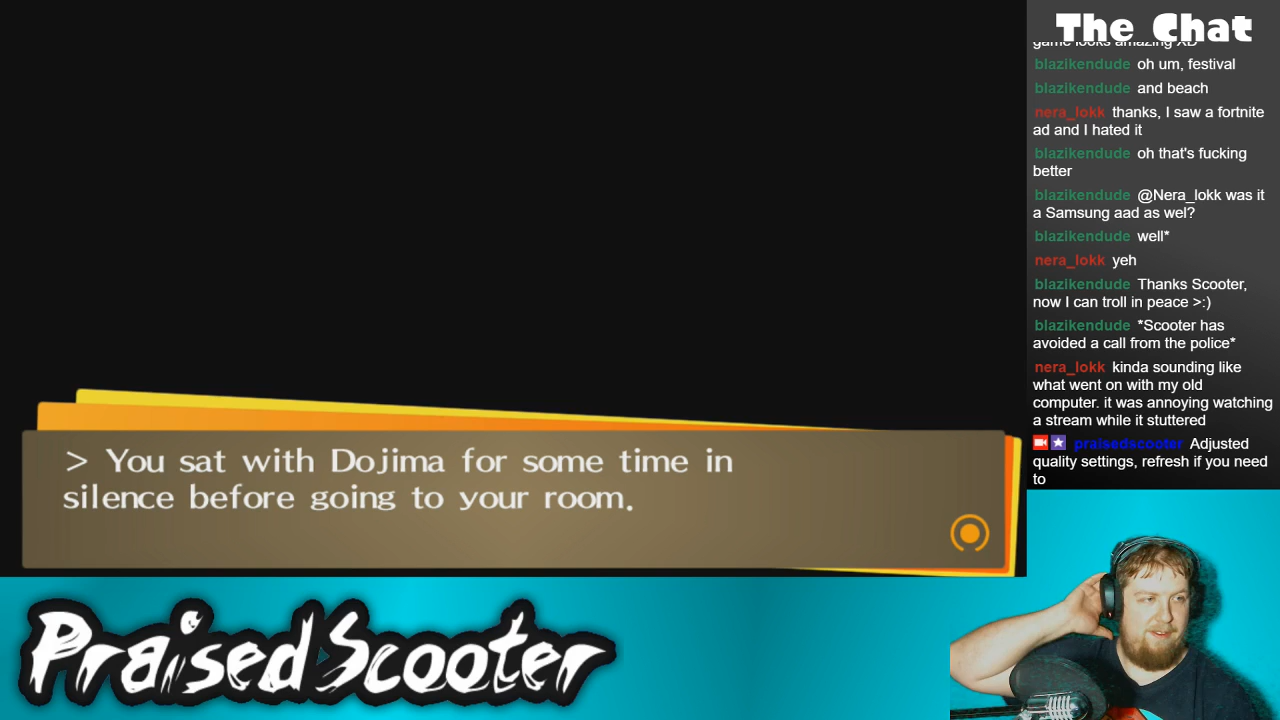 The Chat
game looks amazing XD
blazikendude oh um, festival
blazikendude and beach
nera_lokk thanks, I saw a fortnite
ad and I hated it
blazikendude oh that's fucking
better
blazikendude @Nera_lokk was it
a Samsung aad as wel?
blazikendude well*
nera_lokk yeh
blazikendude Thanks Scooter,
now I can troll in peace >:)
blazikendude *Scooter has
avoided a call from the police*
nera_lokk kinda sounding like
what went on with my old
computer. it was annoying watching
a stream while it stuttered
praisedscooter Adjusted
quality settings, refresh if you need
to
> You sat with Dojima for some time in
silence before going to your room.
PraisedScooter